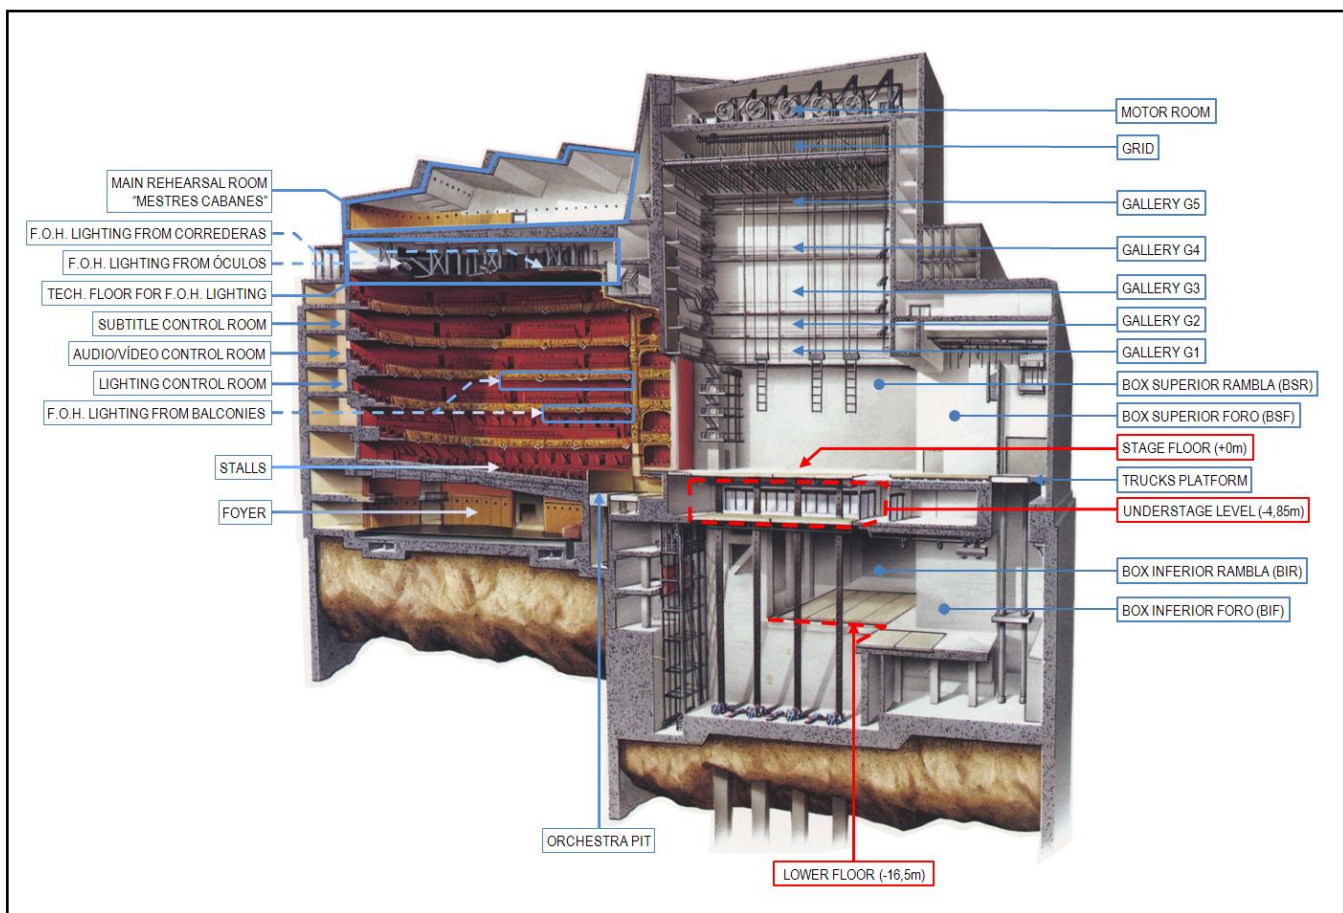 MAIN REHEARSAL ROOM
"MESTRES CABANES"
F.O.H. LIGHTING FROM CORREDERAS
F.O.H. LIGHTING FROM ÓCULOS
TECH. FLOOR FOR F.O.H. LIGHTING
SUBTITLE CONTROL ROOM
AUDIO/VÍDEO CONTROL ROOM
LIGHTING CONTROL ROOM
F.O.H. LIGHTING FROM BALCONIES
STALLS
FOYER
ORCHESTRA PIT
MOTOR ROOM
GRID
GALLERY G5
GALLERY G4
GALLERY G3
GALLERY G2
GALLERY G1
BOX SUPERIOR RAMBLA (BSR)
BOX SUPERIOR FORO (BSF)
STAGE FLOOR (+0m)
TRUCKS PLATFORM
UNDERSTAGE LEVEL (-4,85m)
BOX INFERIOR RAMBLA (BIR)
BOX INFERIOR FORO (BIF)
LOWER FLOOR (-16,5m)